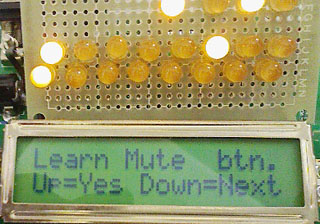 Learn Mute btn.
Up=Yes Down=Next